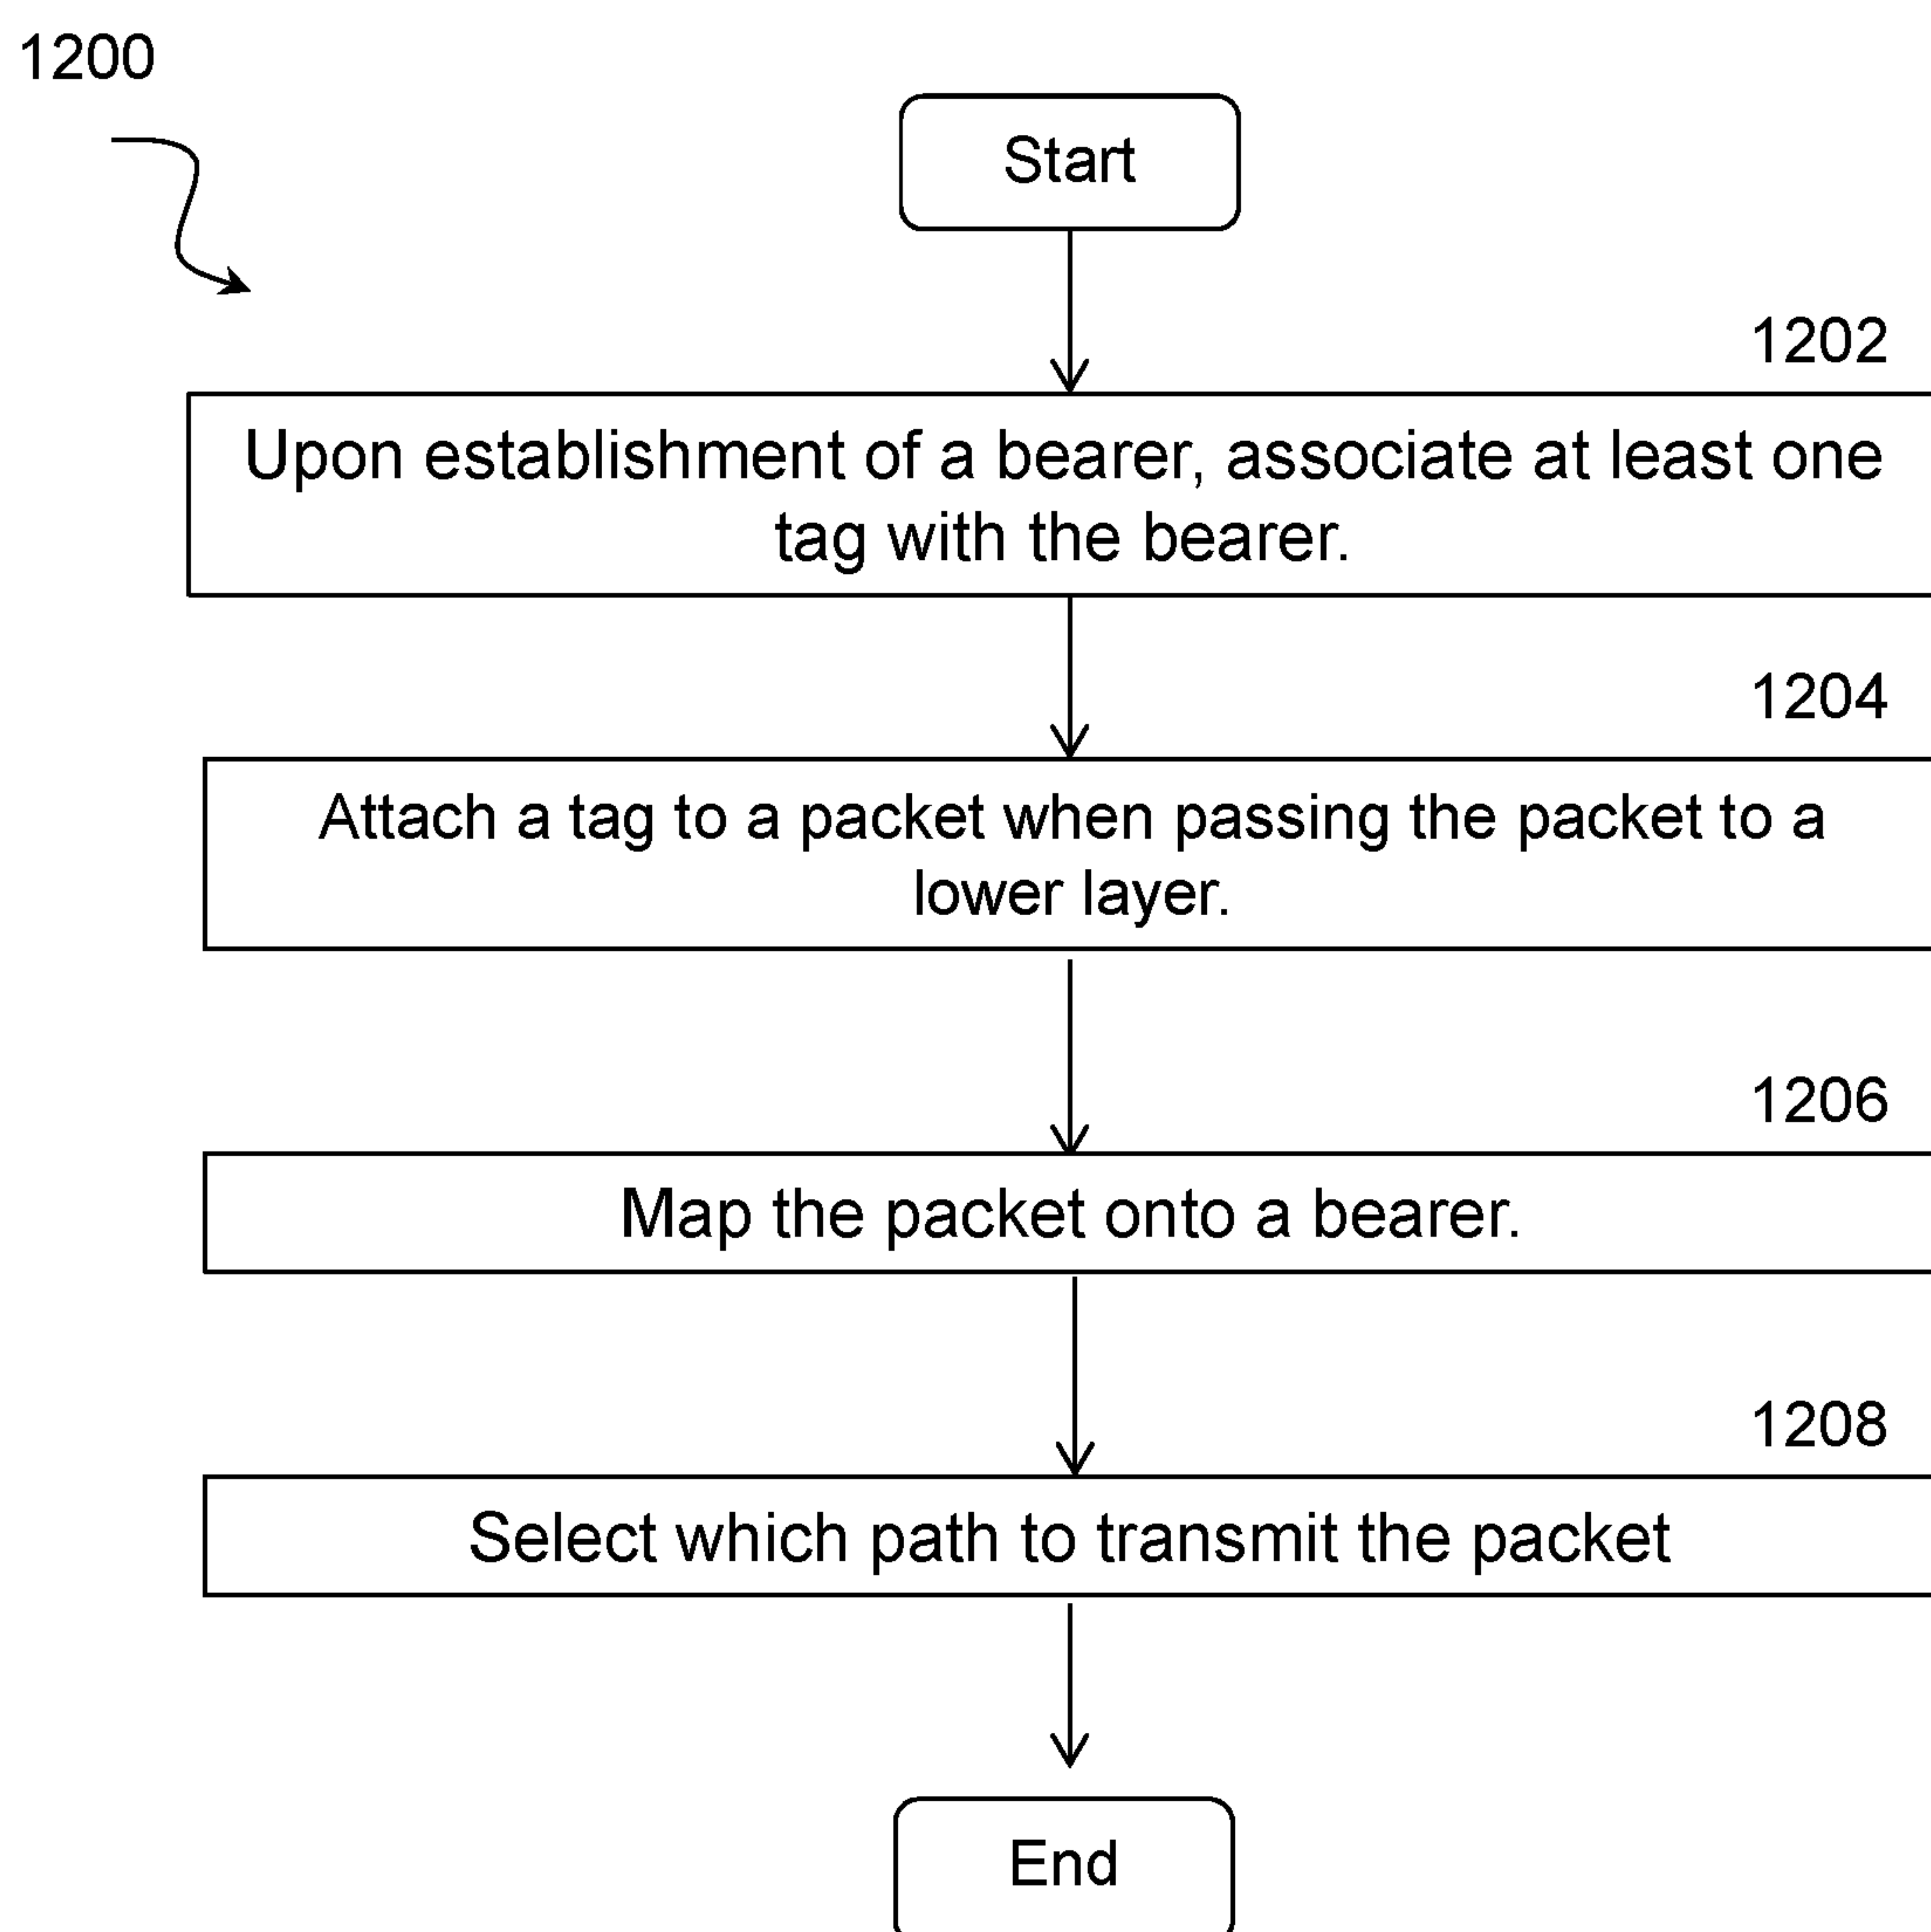 1200
Start
1202
Upon establishment of a bearer, associate at least one
tag with the bearer.
1204
Attach a tag to a packet when passing the packet to a
lower layer.
1206
Map the packet onto a bearer.
1208
Select which path to transmit the packet
End